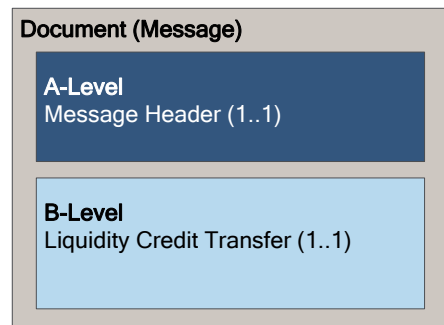 Document (Message)
A-Level
Message Header (1..1)
B-Level
Liquidity Credit Transfer (1..1)